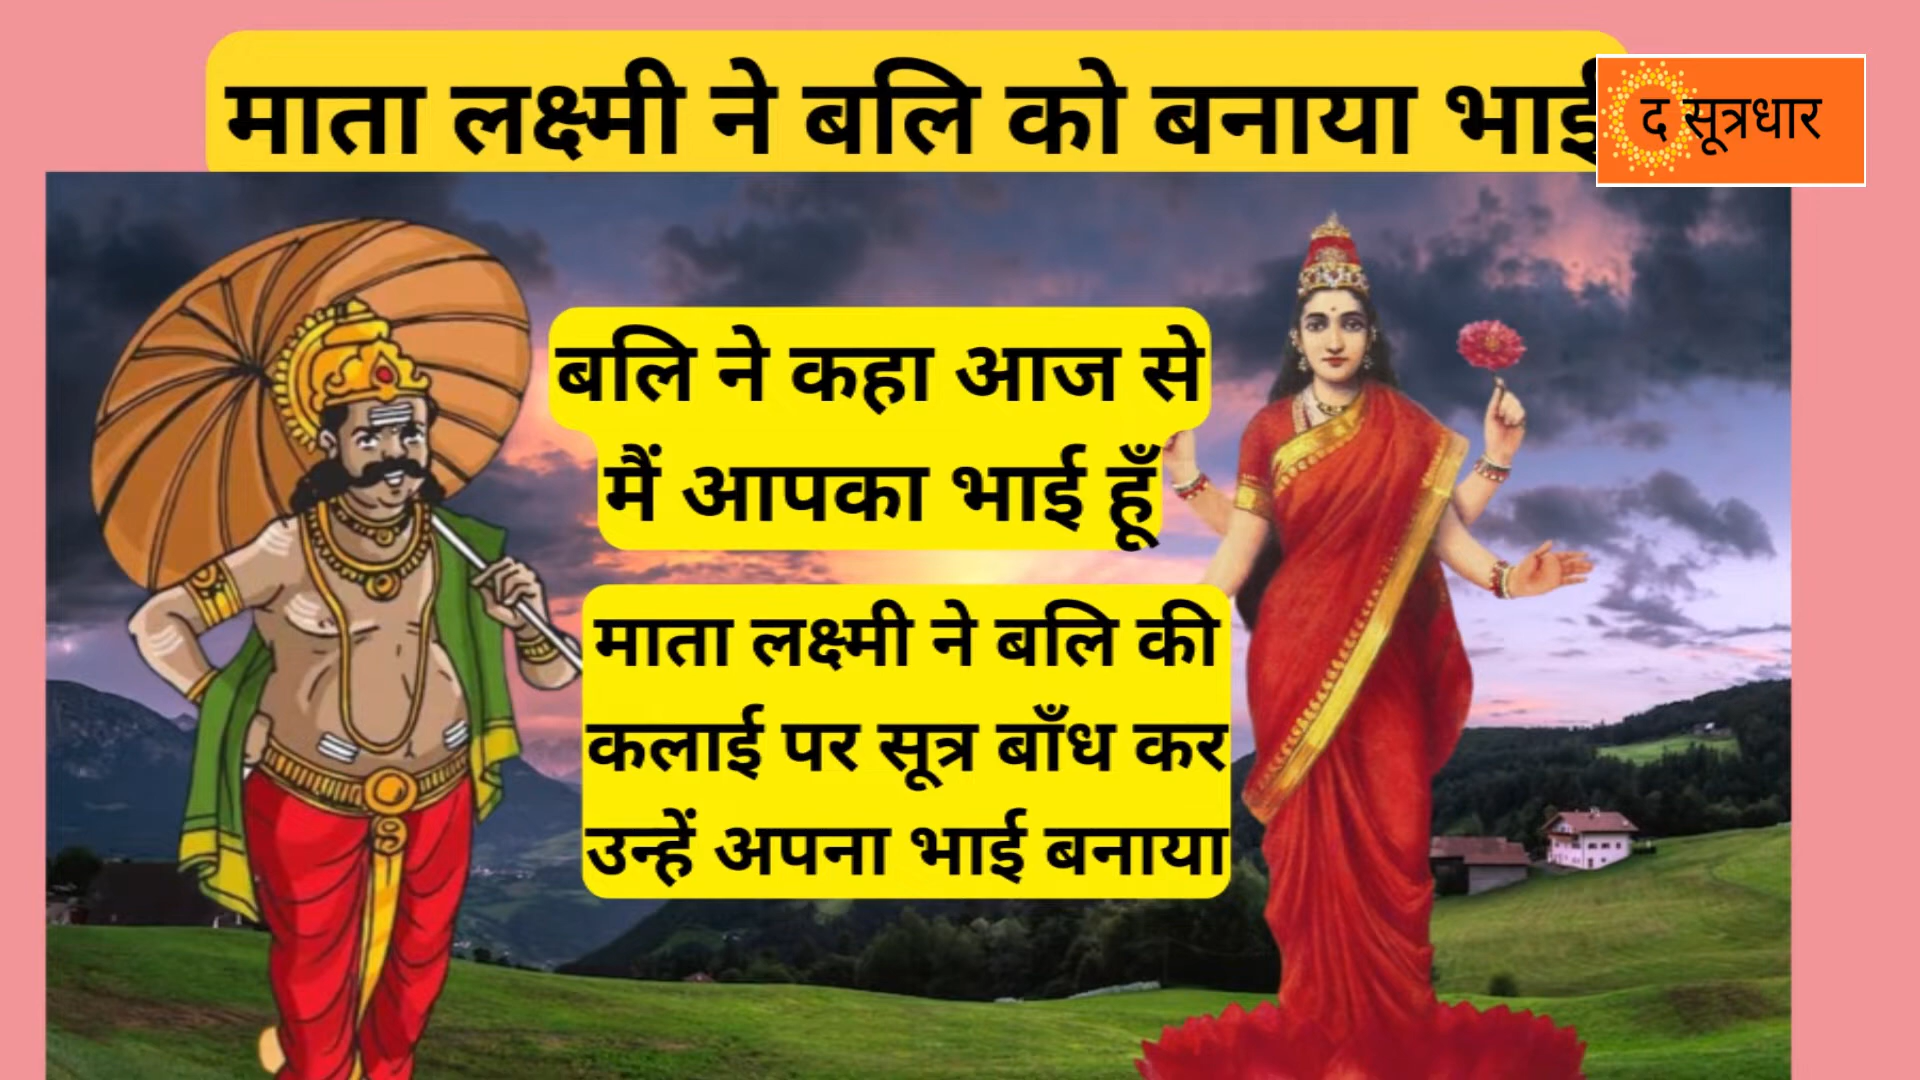 माता लक्ष्मी ने बलि को बनाया भाई
द सूत्रधार
बलि ने कहा आज से
मैं आपका भाई हूँ
माता लक्ष्मी ने बलि की
कलाई पर सूत्र बाँध कर
उन्हें अपना भाई बनाया